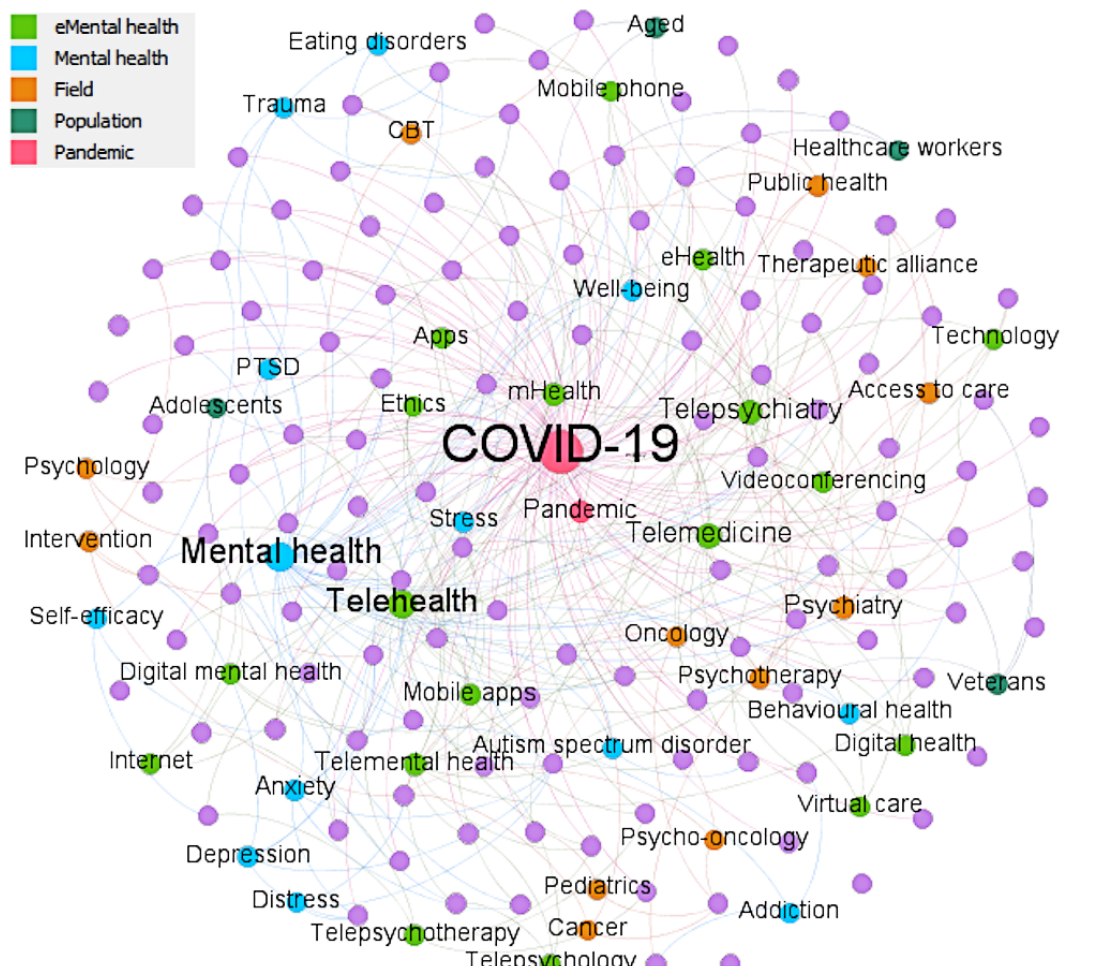 eMental health
Mental health
Field
Population
Pandemic
Aged
Eating disorders
Mobile phone
Trauma
CBT
Healthcare workers
Public health
eHealth
Therapeutic alliance
Well-being
Apps
Technology
PTSD
mHealth
Access to care
Adolescents
Ethics
Telepsychiatry
COVID-19
Psychology
Videoconferencing
Stress
Pandemic
Telemedicine
Intervention
Mental health
Telehealth
Psychiatry
Self-efficacy
Oncology
Digital mental health
Psychotherapy
Veterans
Mobile apps
Behavioural health
Autism spectrum disorder
Digital health
Internet
Telemental health
Anxiety
Virtual care
Psycho-oncology
Depression
Pediatrics
Distress
Addiction
Cancer
Telepsychotherapy
Telepsychology